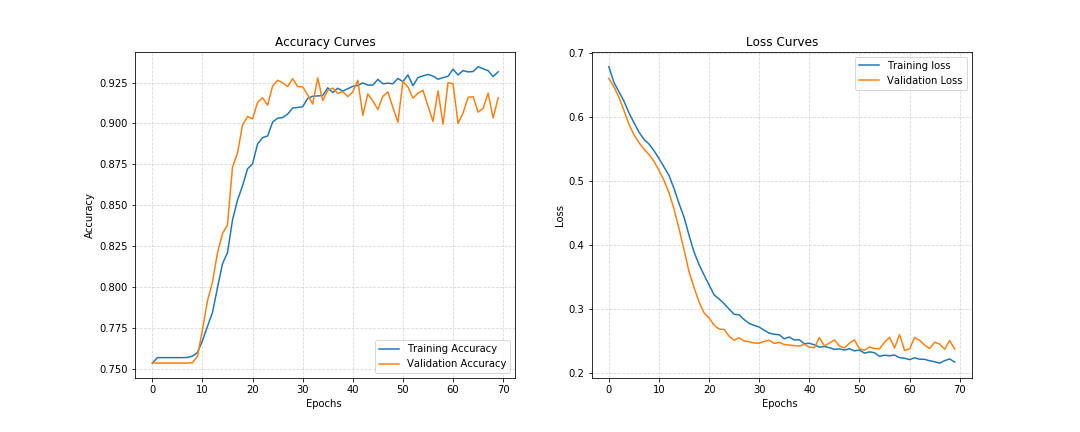 Accuracy Curves
Accuracy
0.925
0.900
0.875
0.850
0.825
0.800
0.775
0.750
Training Accuracy
Validation Accuracy
0 10 20 30 40 50 60 70
Epochs
Loss Curves
Loss
0.7
0.6
0.5
0.4
0.3
0.2
Training loss
Validation Loss
0 10 20 30 40 50 60 70
Epochs